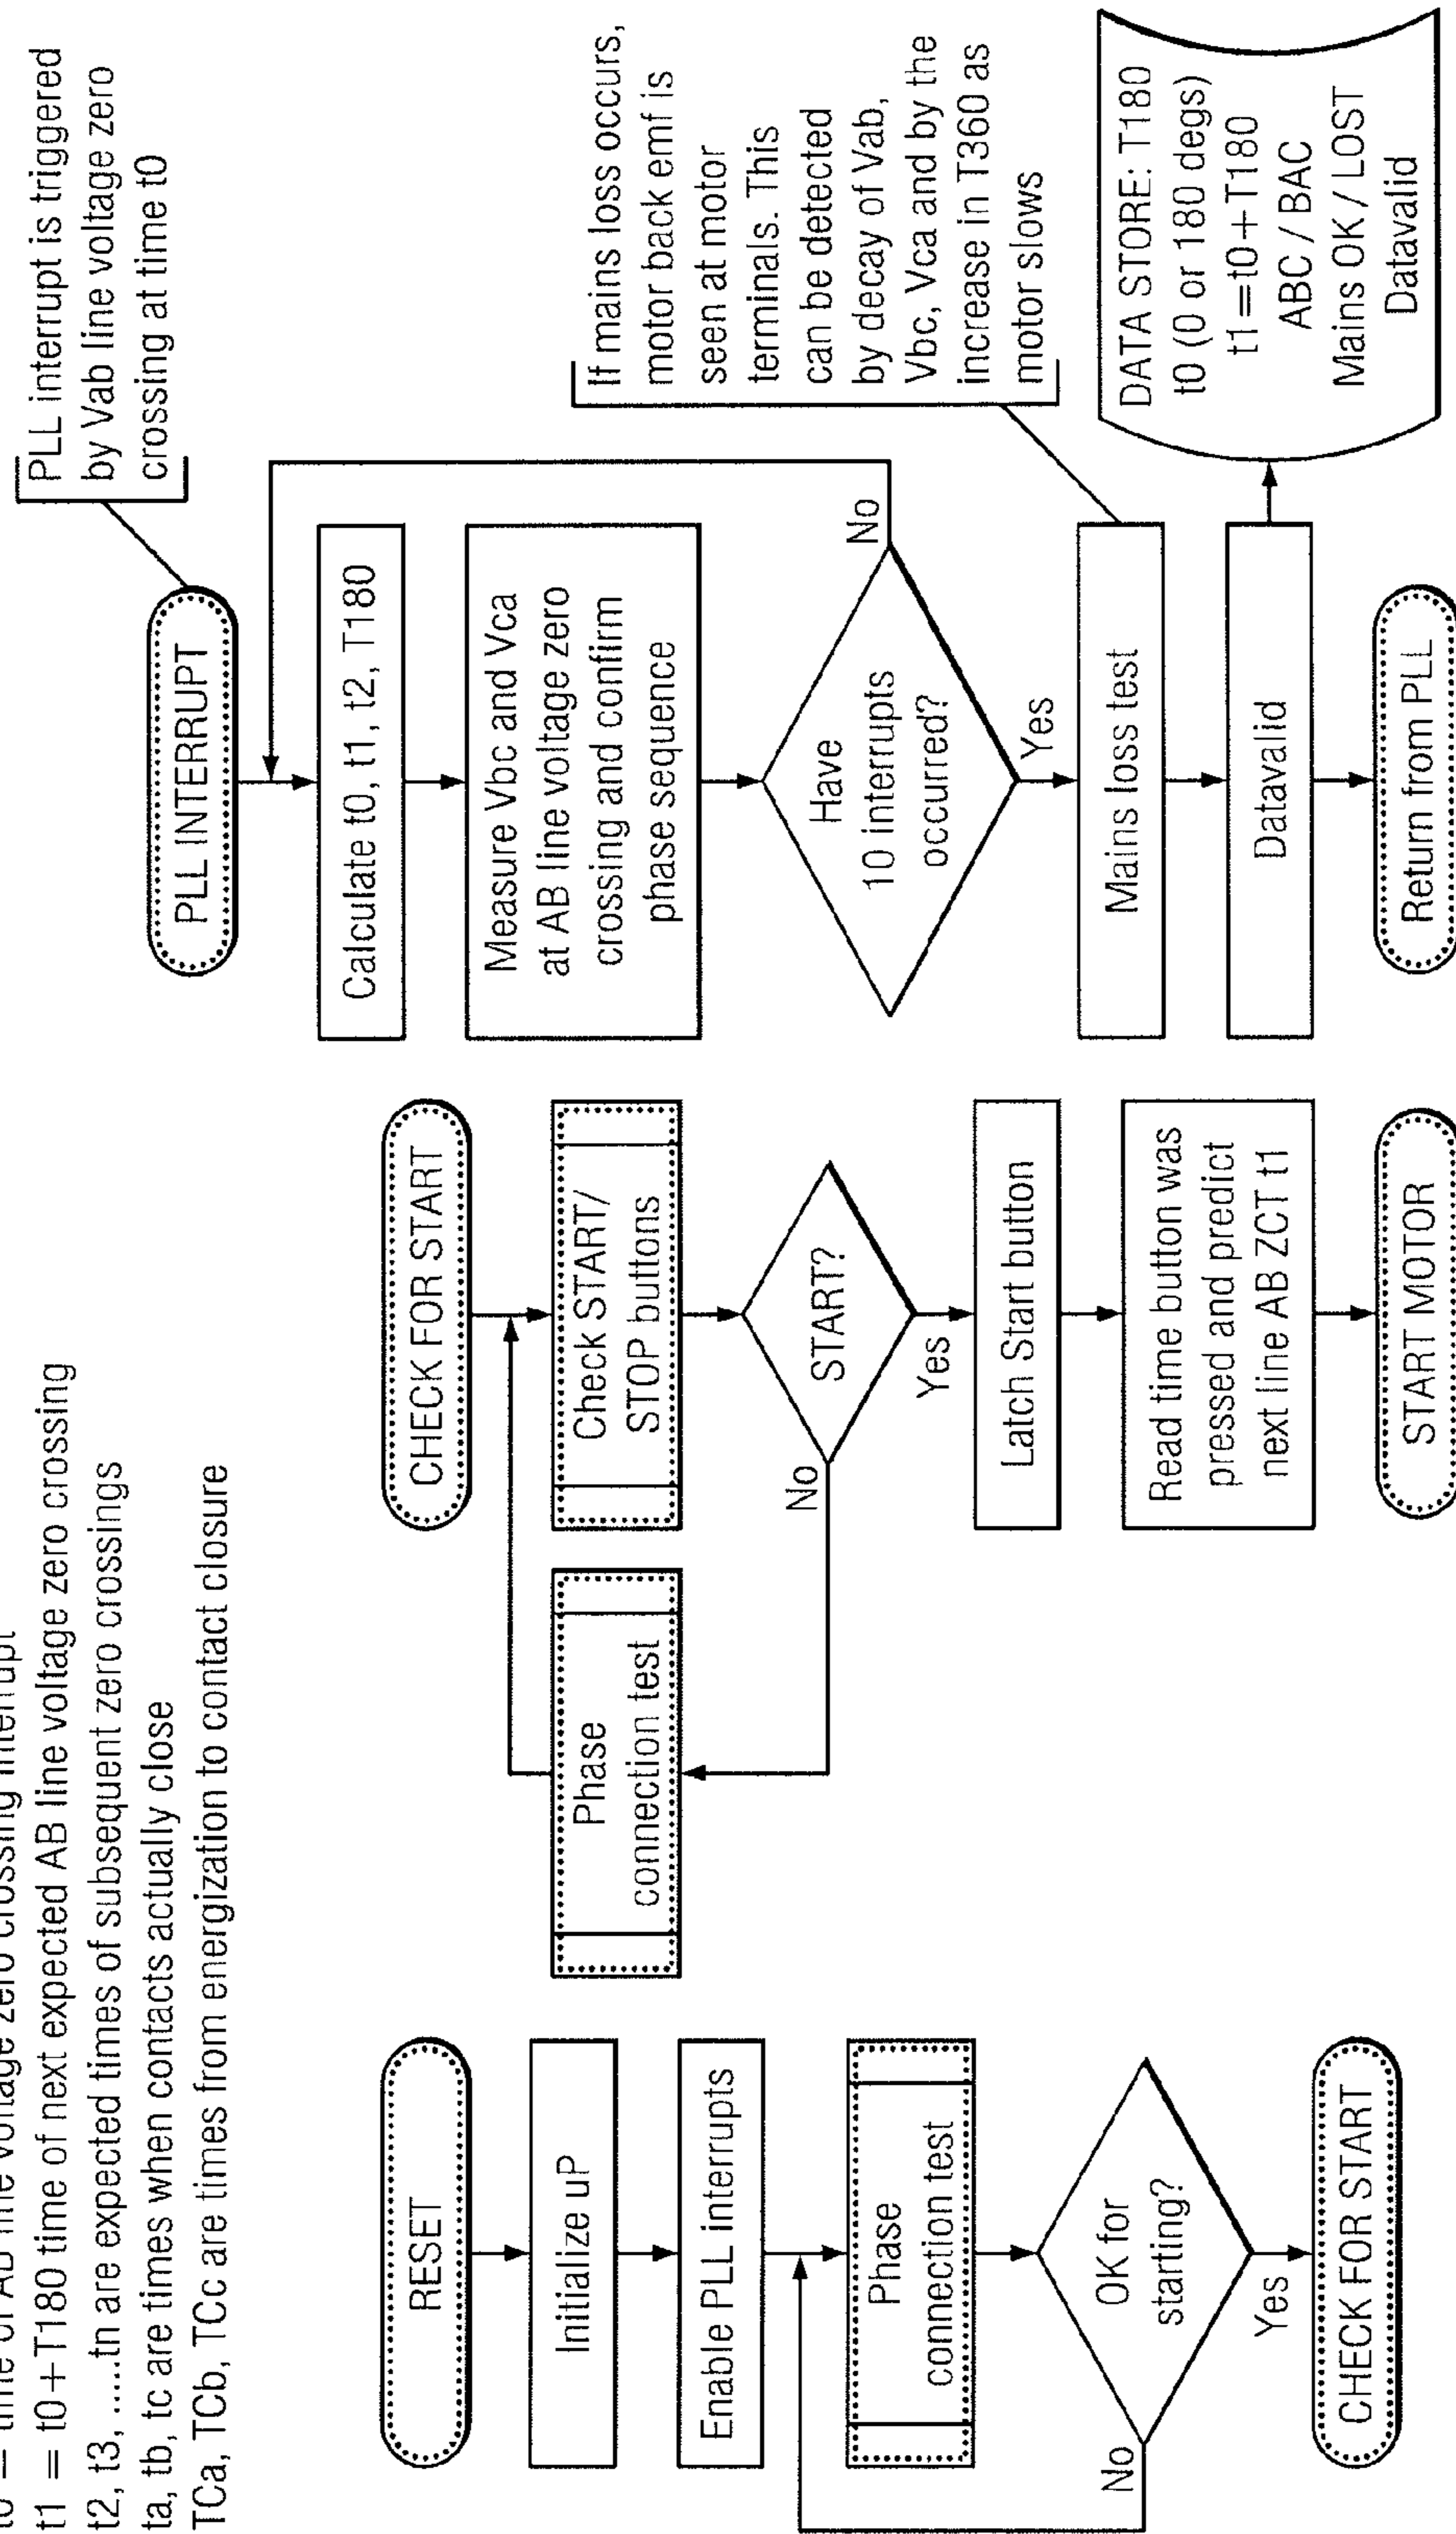 t0 = time of AB line voltage zero crossing interrupt
t1 = t0+T180 time of next expected AB line voltage zero crossing
t2, t3, .....tn are expected times of subsequent zero crossings
ta, tb, tc are times when contacts actually close
TCa, TCb, TCc are times from energization to contact closure
RESET
Initialize uP
Enable PLL interrupts
Phase
connection test
OK for
starting?
No
Yes
CHECK FOR START
CHECK FOR START
Check START/
STOP buttons
Phase
connection test
START?
No
Yes
Latch Start button
Read time button was
pressed and predict
next line AB ZCT t1
START MOTOR
PLL INTERRUPT
PLL interrupt is triggered
by Vab line voltage zero
crossing at time t0
Calculate t0, t1, t2, T180
Measure Vbc and Vca
at AB line voltage zero
crossing and confirm
phase sequence
Have
10 interrupts
occurred?
No
Yes
If mains loss occurs,
motor back emf is
seen at motor
terminals. This
can be detected
by decay of Vab,
Vbc, Vca and by the
increase in T360 as
motor slows
Mains loss test
Datavalid
Return from PLL
DATA STORE: T180
t0 (0 or 180 degs)
t1=t0+T180
ABC / BAC
Mains OK / LOST
Datavalid